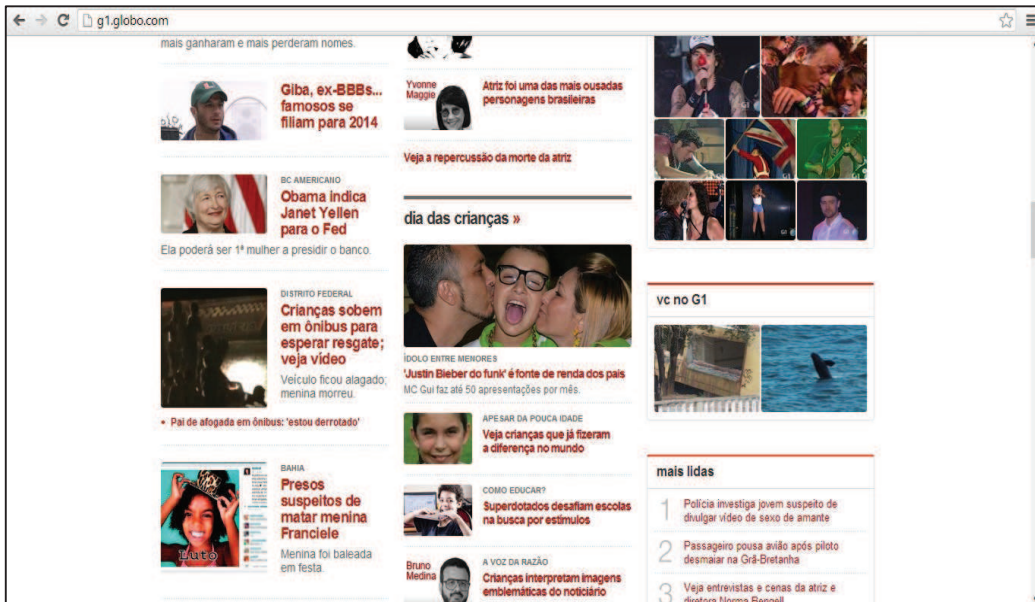 g1.globo.com
mais ganharam e mais perderam nomes.
Giba, ex-BBBs...
famosos se
filiam para 2014
BC AMERICANO
Obama indica
Janet Yellen
para o Fed
Ela poderá ser 1ª mulher a presidir o banco.
DISTRITO FEDERAL
Crianças sobem
em ônibus para
esperar resgate;
veja vídeo
Veículo ficou alagado;
menina morreu.
• Pai de afogada em ônibus: 'estou derrotado'
BAHIA
Presos
suspeitos de
matar menina
Franciele
Menina foi baleada
em festa.
Luto
Yvonne
Maggie
Atriz foi uma das mais ousadas
personagens brasileiras
Veja a repercussão da morte da atriz
dia das crianças »
ÍDOLO ENTRE MENORES
'Justin Bieber do funk' é fonte de renda dos pais
MC Gui faz até 50 apresentações por mês.
APESAR DA POUCA IDADE
Veja crianças que já fizeram
a diferença no mundo
COMO EDUCAR?
Superdotados desafiam escolas
na busca por estímulos
Bruno
Medina
A VOZ DA RAZÃO
Crianças interpretam imagens
emblemáticas do noticiário
G1
vc no G1
mais lidas
1 Polícia investiga jovem suspeito de
divulgar vídeo de sexo de amante
2 Passageiro pousa avião após piloto
desmaiar na Grã-Bretanha
3 Veja entrevistas e cenas da atriz e
diretora Norma Bengell